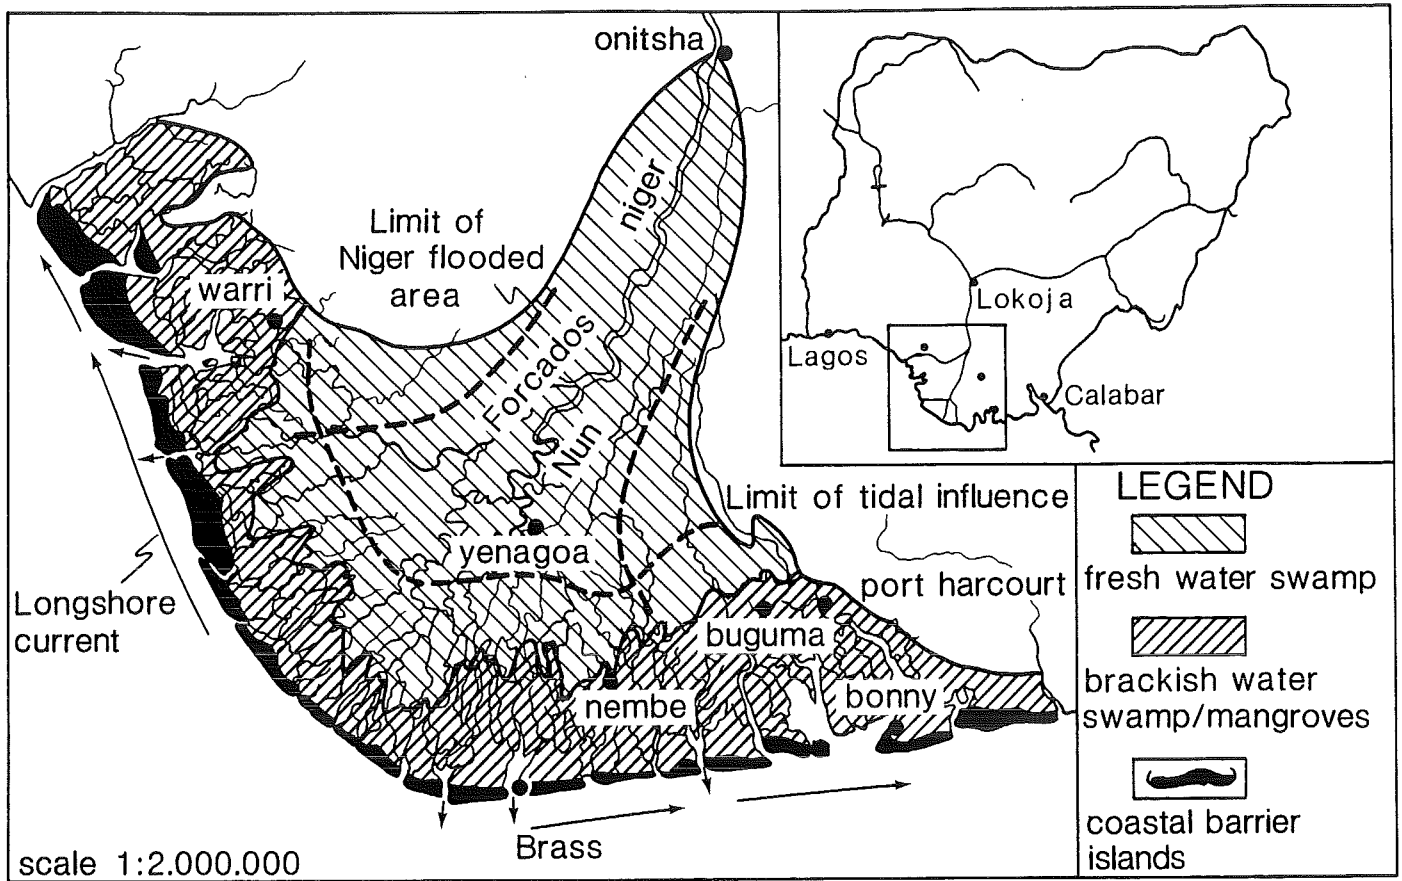 onitsha
niger
Limit of
Niger flooded
area
warri
Forcados
Nun
yenagoa
Longshore
current
Limit of tidal influence
port harcourt
buguma
nembe
bonny
Brass
scale 1:2.000.000
Lokoja
Lagos
Calabar
LEGEND
fresh water swamp
brackish water
swamp/mangroves
coastal barrier
islands